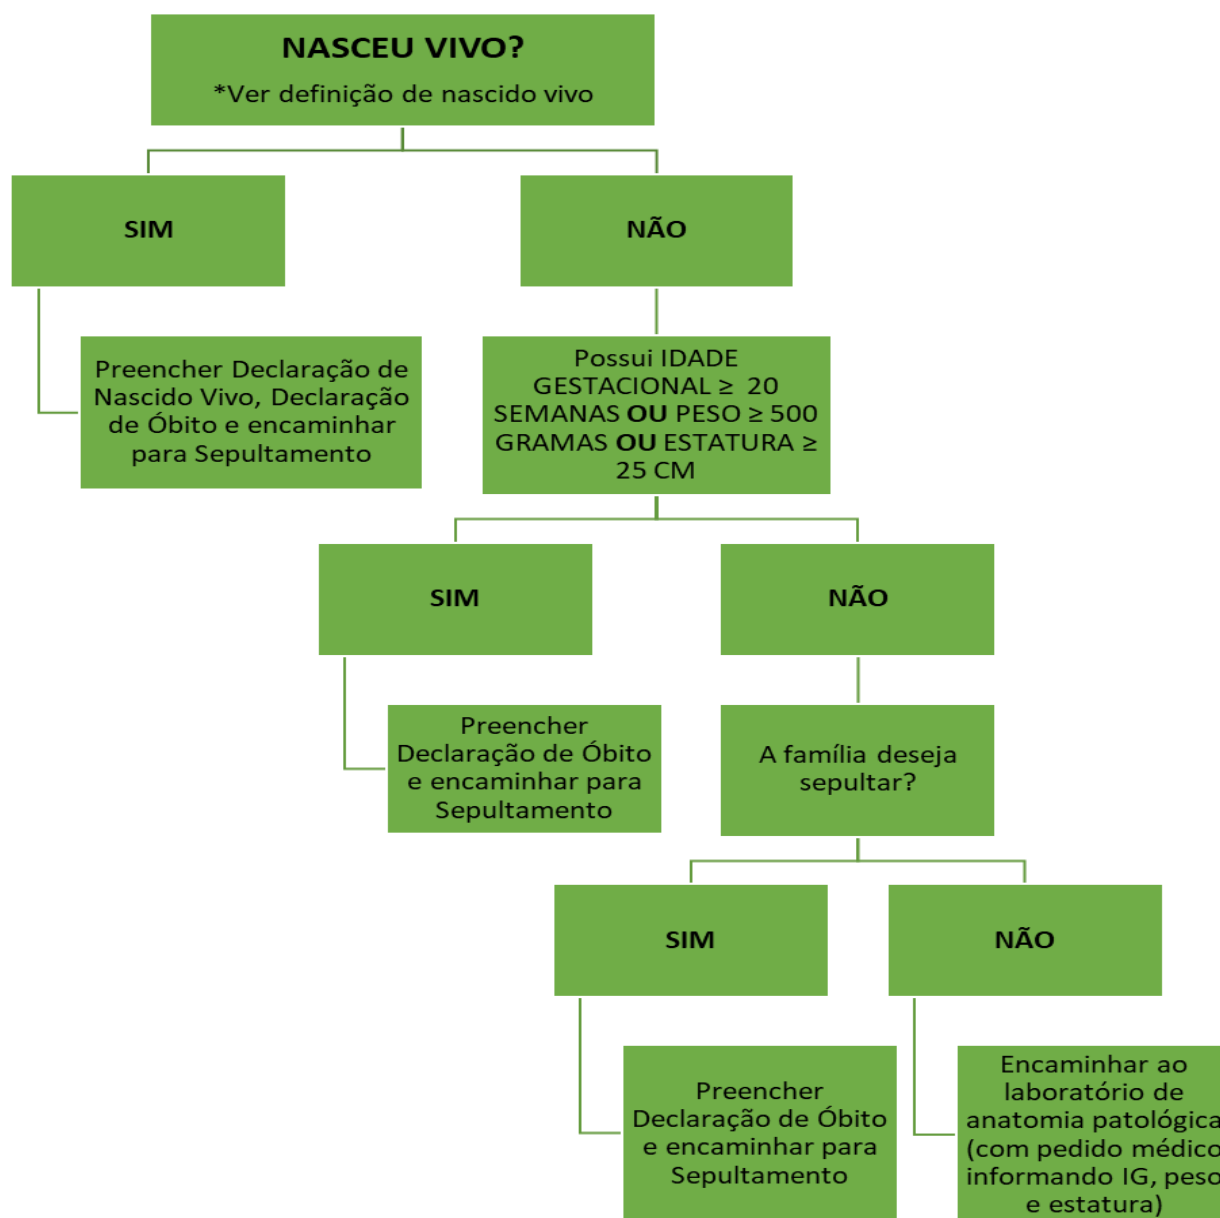 NASCEU VIVO?
*Ver definição de nascido vivo
SIM
NÃO
Preencher Declaração de
Nascido Vivo, Declaração
de Óbito e encaminhar
para Sepultamento
Possui IDADE
GESTACIONAL ≥ 20
SEMANAS OU PESO ≥ 500
GRAMAS OU ESTATURA ≥
25 CM
SIM
NÃO
Preencher
Declaração de Óbito
e encaminhar para
Sepultamento
A família deseja
sepultar?
SIM
NÃO
Preencher
Declaração de Óbito
e encaminhar para
Sepultamento
Encaminhar ao
laboratório de
anatomia patológica
(com pedido médico
informando IG, peso
e estatura)